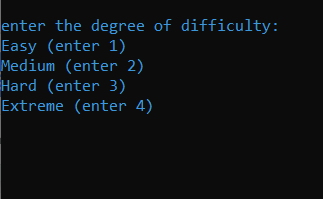 enter the degree of difficulty:
Easy (enter 1)
Medium (enter 2)
Hard (enter 3)
Extreme (enter 4)